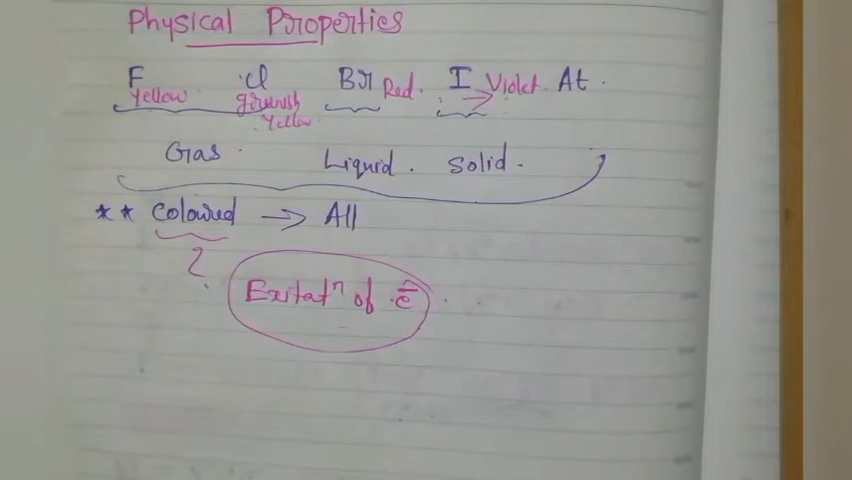 Physical Properties
F Cl Br Red. I Violet. At.
Yellow. greenish
Yellow
Gas. Liquid. Solid.
** Coloured → All
?
Exitatⁿ of ē